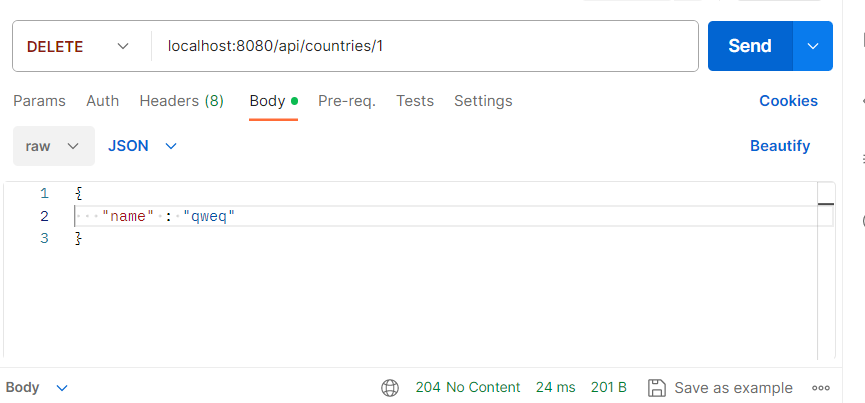 DELETE localhost:8080/api/countries/1 Send
Params Auth Headers (8) Body Pre-req. Tests Settings Cookies
raw JSON Beautify
1 {
2 "name" : "qweq"
3 }
Body 204 No Content 24 ms 201 B Save as example